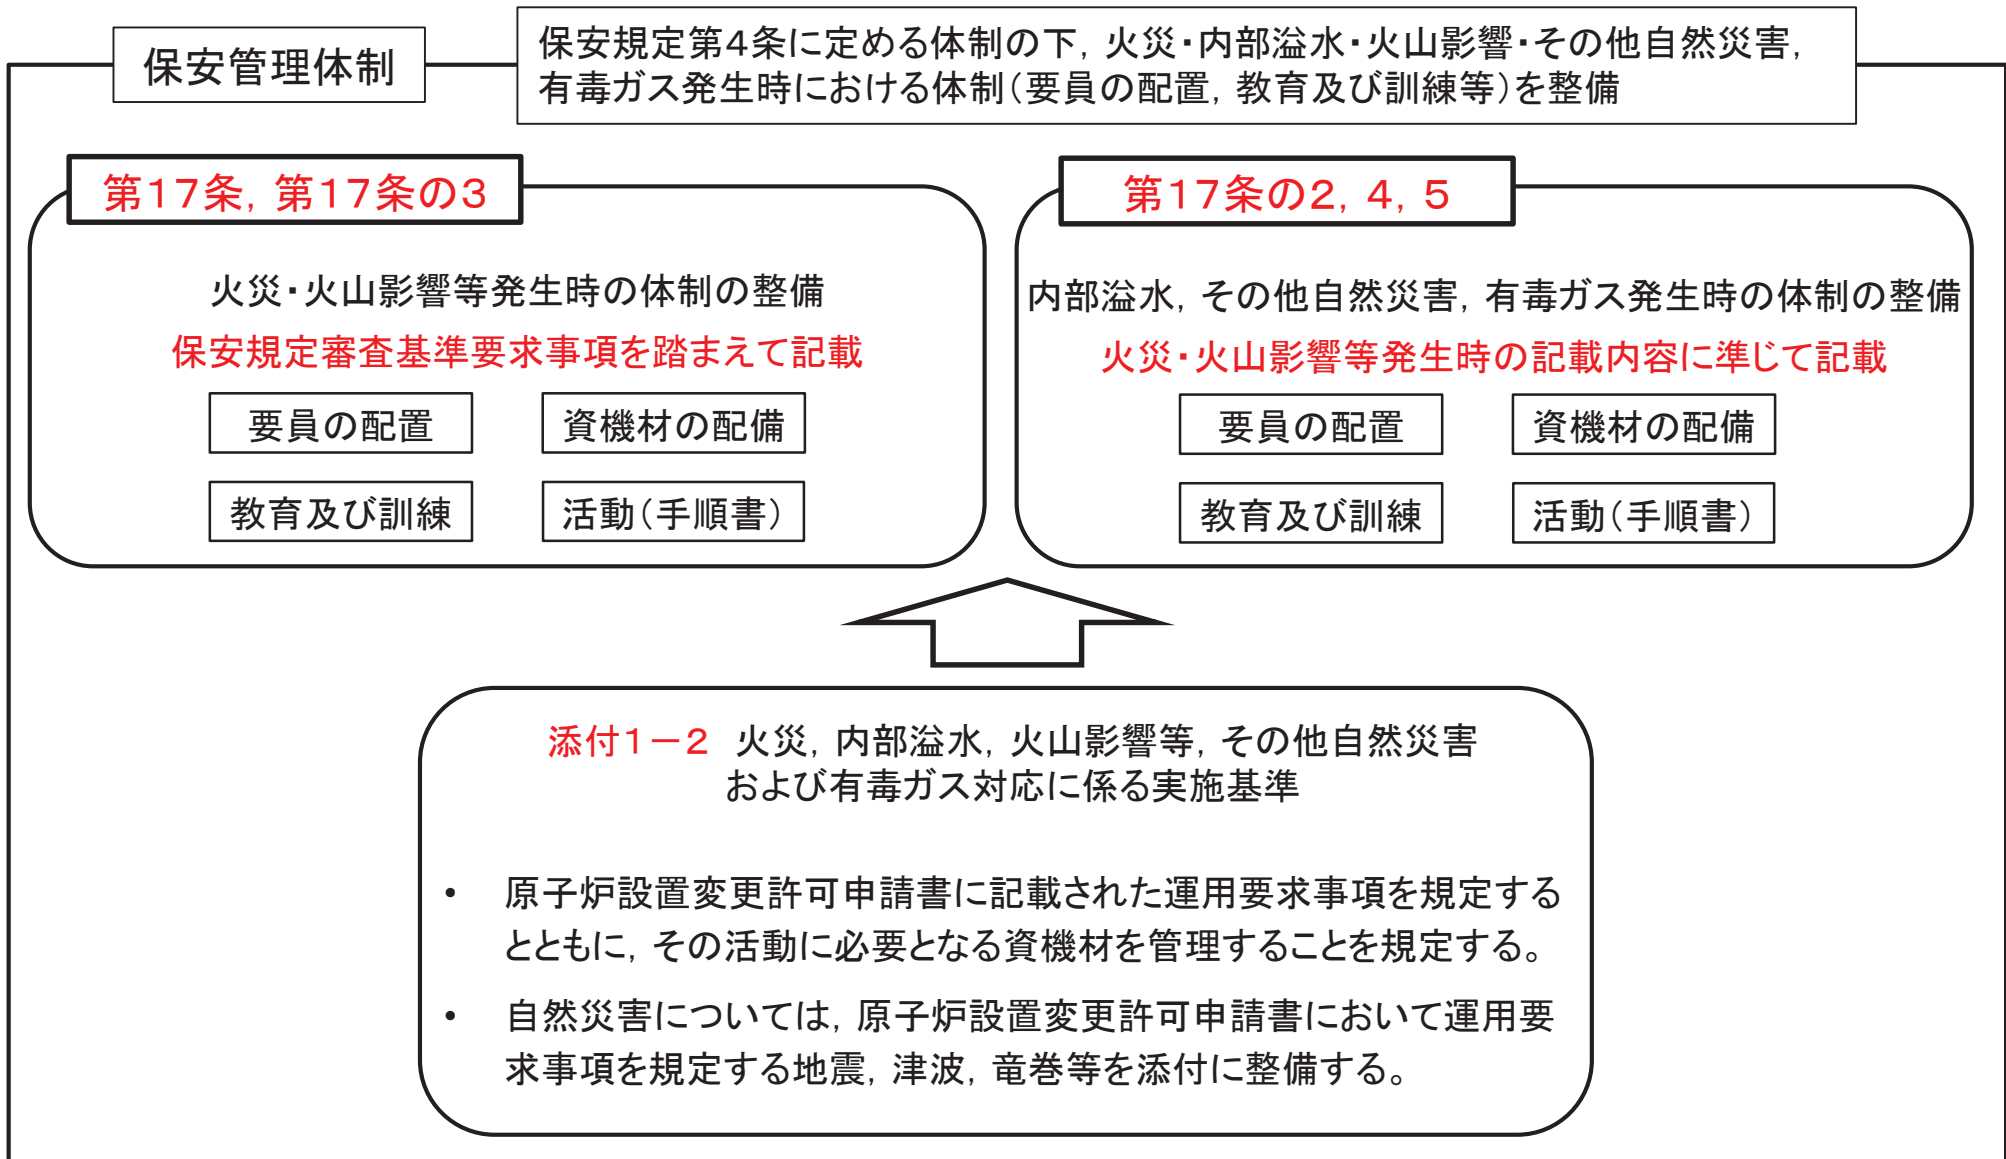 保安管理体制
保安規定第4条に定める体制の下，火災・内部溢水・火山影響・その他自然災害，
有毒ガス発生時における体制（要員の配置，教育及び訓練等）を整備
第17条，第17条の3
火災・火山影響等発生時の体制の整備
保安規定審査基準要求事項を踏まえて記載
要員の配置
資機材の配備
教育及び訓練
活動（手順書）
第17条の2，4，5
内部溢水，その他自然災害，有毒ガス発生時の体制の整備
火災・火山影響等発生時の記載内容に準じて記載
要員の配置
資機材の配備
教育及び訓練
活動（手順書）
添付1－2　火災，内部溢水，火山影響等，その他自然災害
および有毒ガス対応に係る実施基準
• 原子炉設置変更許可申請書に記載された運用要求事項を規定する
とともに，その活動に必要となる資機材を管理することを規定する。
• 自然災害については，原子炉設置変更許可申請書において運用要
求事項を規定する地震，津波，竜巻等を添付に整備する。